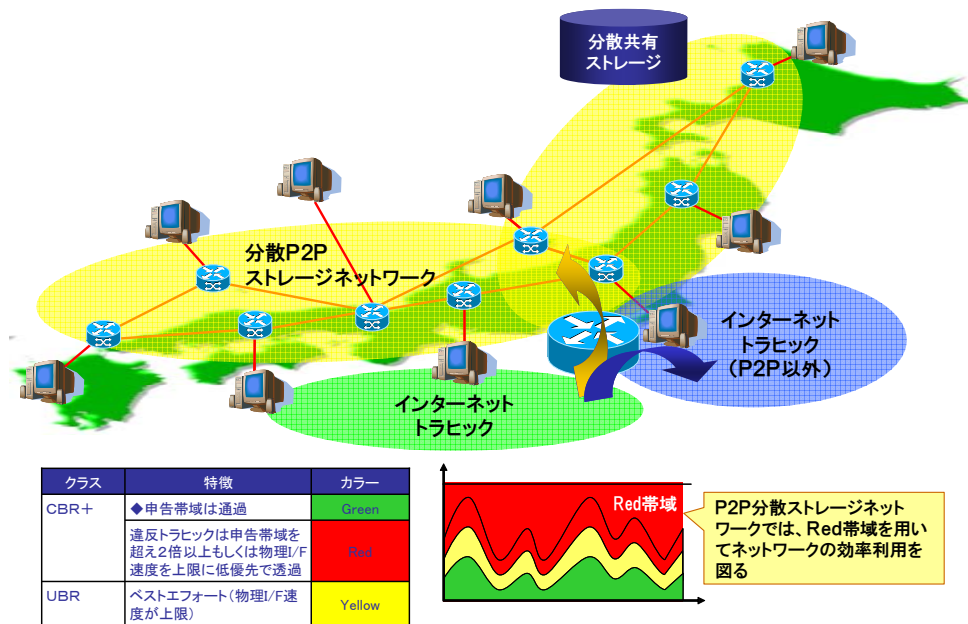 分散共有
ストレージ
分散P2P
ストレージネットワーク
インターネット
トラヒック
（P2P以外）
インターネット
トラヒック
クラス 特徴 カラー
CBR＋ ◆申告帯域は通過 Green
違反トラヒックは申告帯域を
超え2倍以上もしくは物理I/F
速度を上限に低優先で透過
Red
UBR ベストエフォート（物理I/F速
度が上限）
Yellow
Red帯域
P2P分散ストレージネット
ワークでは、Red帯域を用い
てネットワークの効率利用を
図る